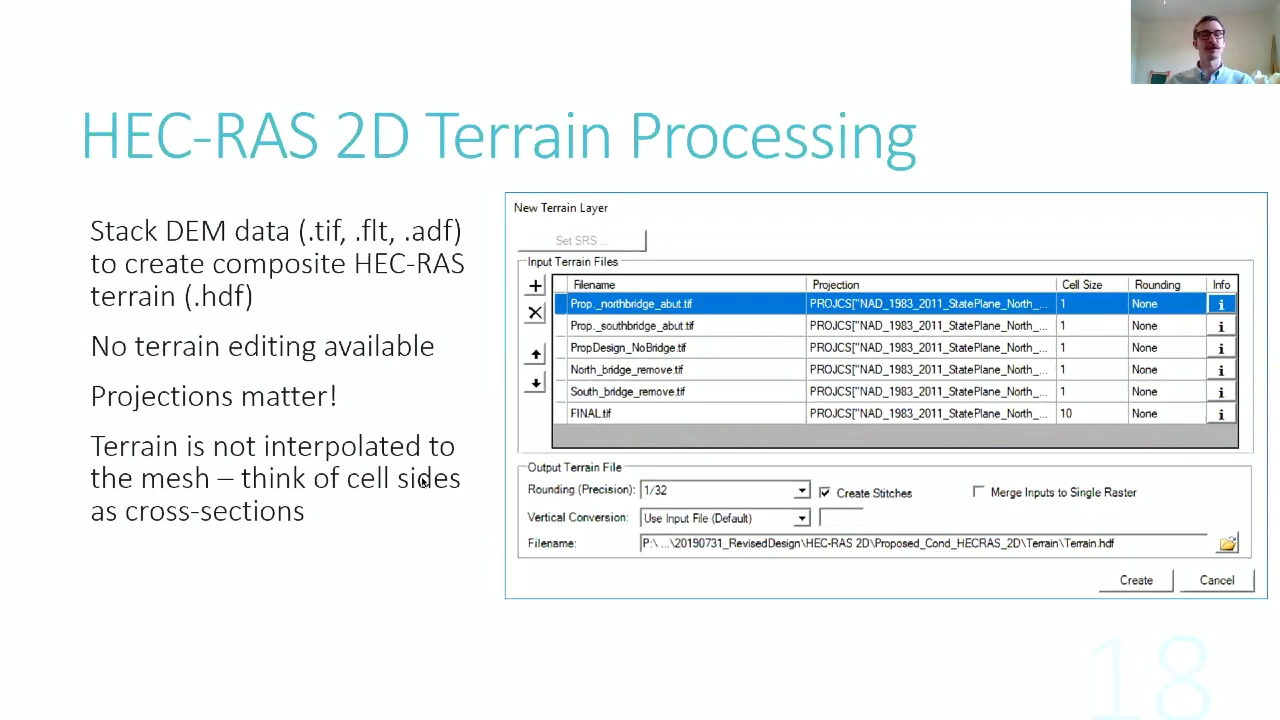 HEC-RAS 2D Terrain Processing
Stack DEM data (.tif, .flt, .adf)
to create composite HEC-RAS
terrain (.hdf)
No terrain editing available
Projections matter!
Terrain is not interpolated to
the mesh – think of cell sides
as cross-sections
New Terrain Layer
Set SRS ...
Input Terrain Files
Filename Projection Cell Size Rounding Info
Prop._northbridge_abut.tif PROJCS["NAD_1983_2011_StatePlane_North_... 1 None i
Prop._southbridge_abut.tif PROJCS["NAD_1983_2011_StatePlane_North_... 1 None i
PropDesign_NoBridge.tif PROJCS["NAD_1983_2011_StatePlane_North_... 1 None i
North_bridge_remove.tif PROJCS["NAD_1983_2011_StatePlane_North_... 1 None i
South_bridge_remove.tif PROJCS["NAD_1983_2011_StatePlane_North_... 1 None i
FINAL.tif PROJCS["NAD_1983_2011_StatePlane_North_... 10 None i
Output Terrain File
Rounding (Precision): 1/32 Create Stitches Merge Inputs to Single Raster
Vertical Conversion: Use Input File (Default)
Filename: P:\ ...\20190731_RevisedDesign\HEC-RAS 2D\Proposed_Cond_HECRAS_2D\Terrain\Terrain.hdf
Create Cancel
18